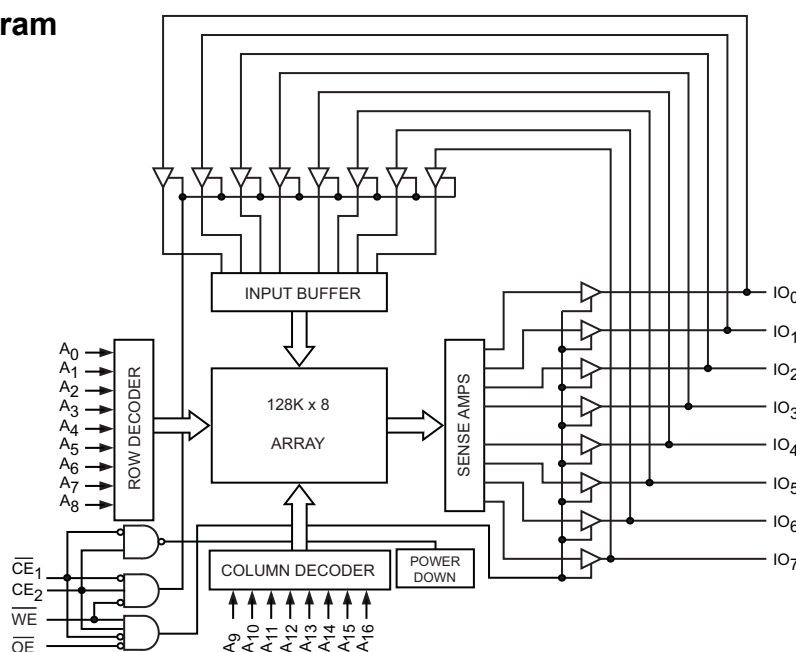 ram
INPUT BUFFER
ROW DECODER
128K x 8
ARRAY
SENSE AMPS
COLUMN DECODER
POWER
DOWN
A0
A1
A2
A3
A4
A5
A6
A7
A8
CE1
CE2
WE
OE
A9
A10
A11
A12
A13
A14
A15
A16
IO0
IO1
IO2
IO3
IO4
IO5
IO6
IO7